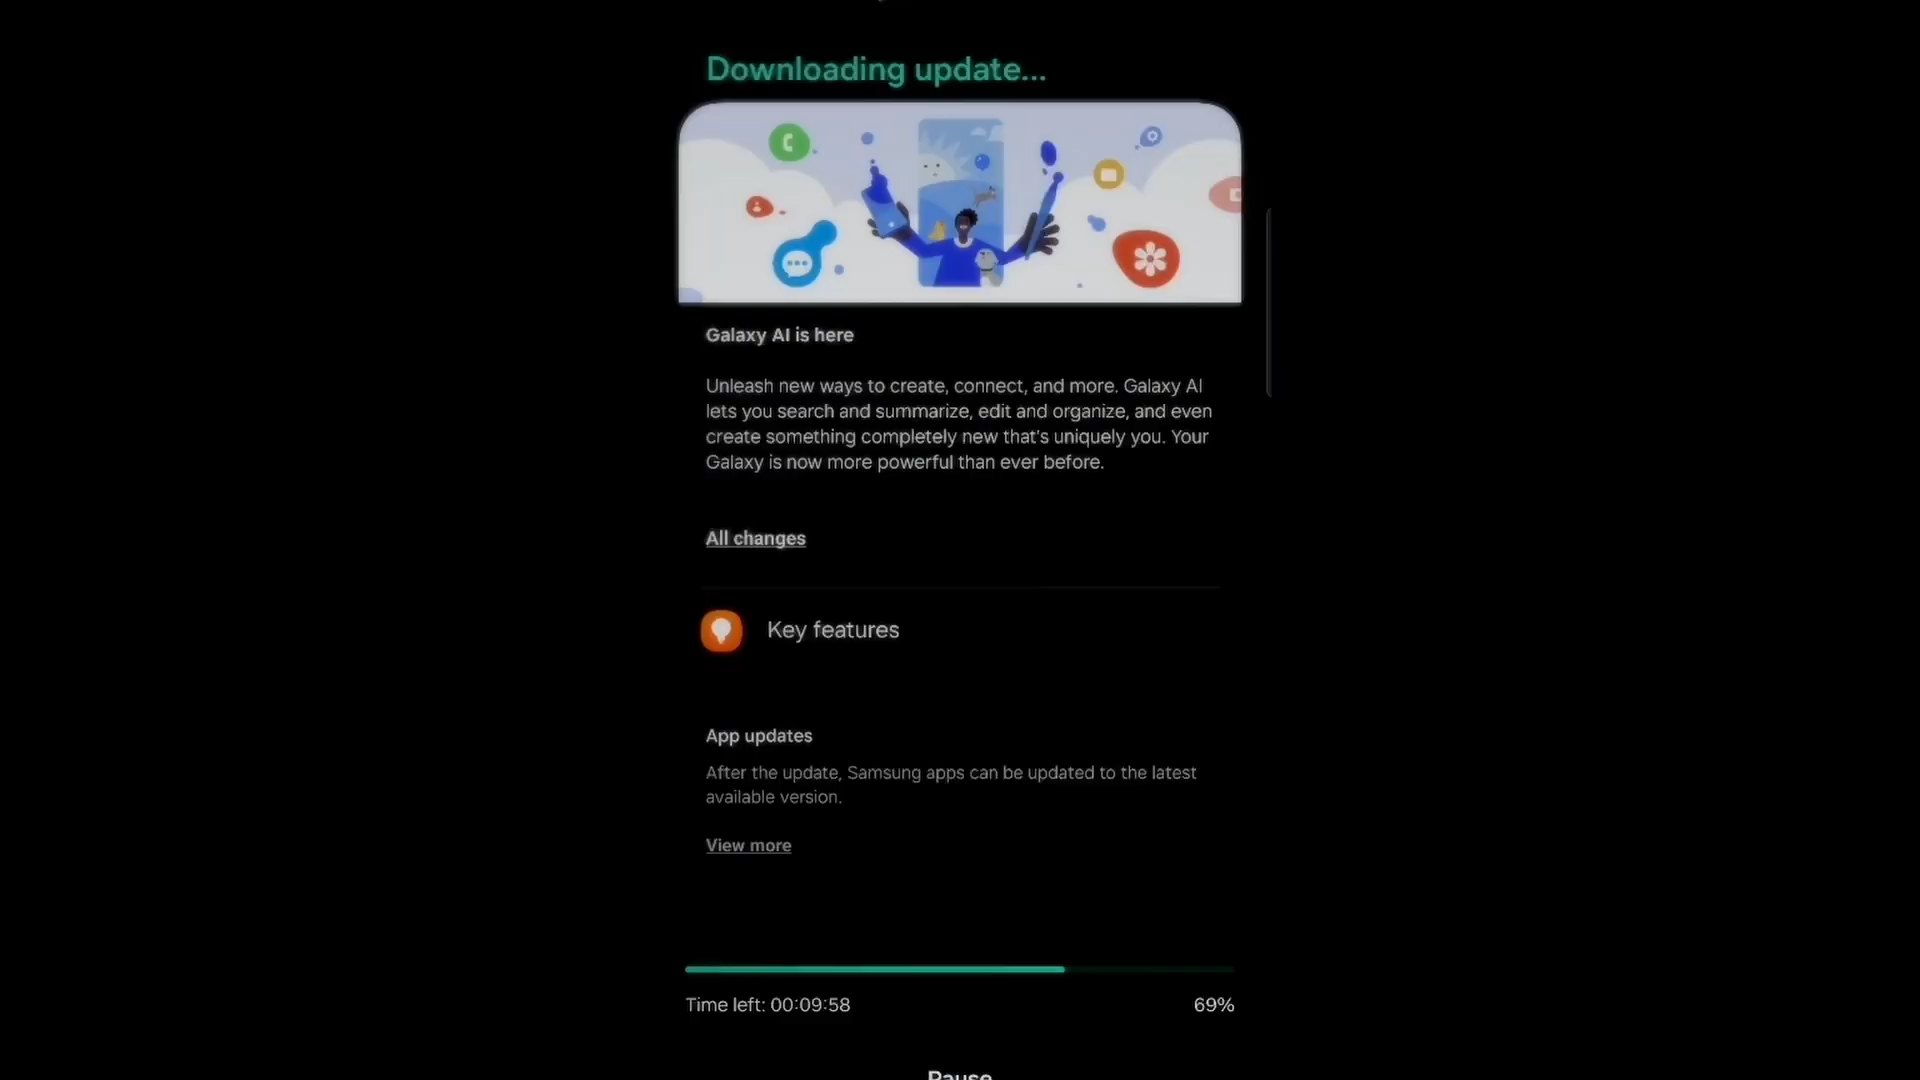 Downloading update...
Galaxy AI is here
Unleash new ways to create, connect, and more. Galaxy AI
lets you search and summarize, edit and organize, and even
create something completely new that's uniquely you. Your
Galaxy is now more powerful than ever before.
All changes
Key features
App updates
After the update, Samsung apps can be updated to the latest
available version.
View more
Time left: 00:09:58
69%
Pause